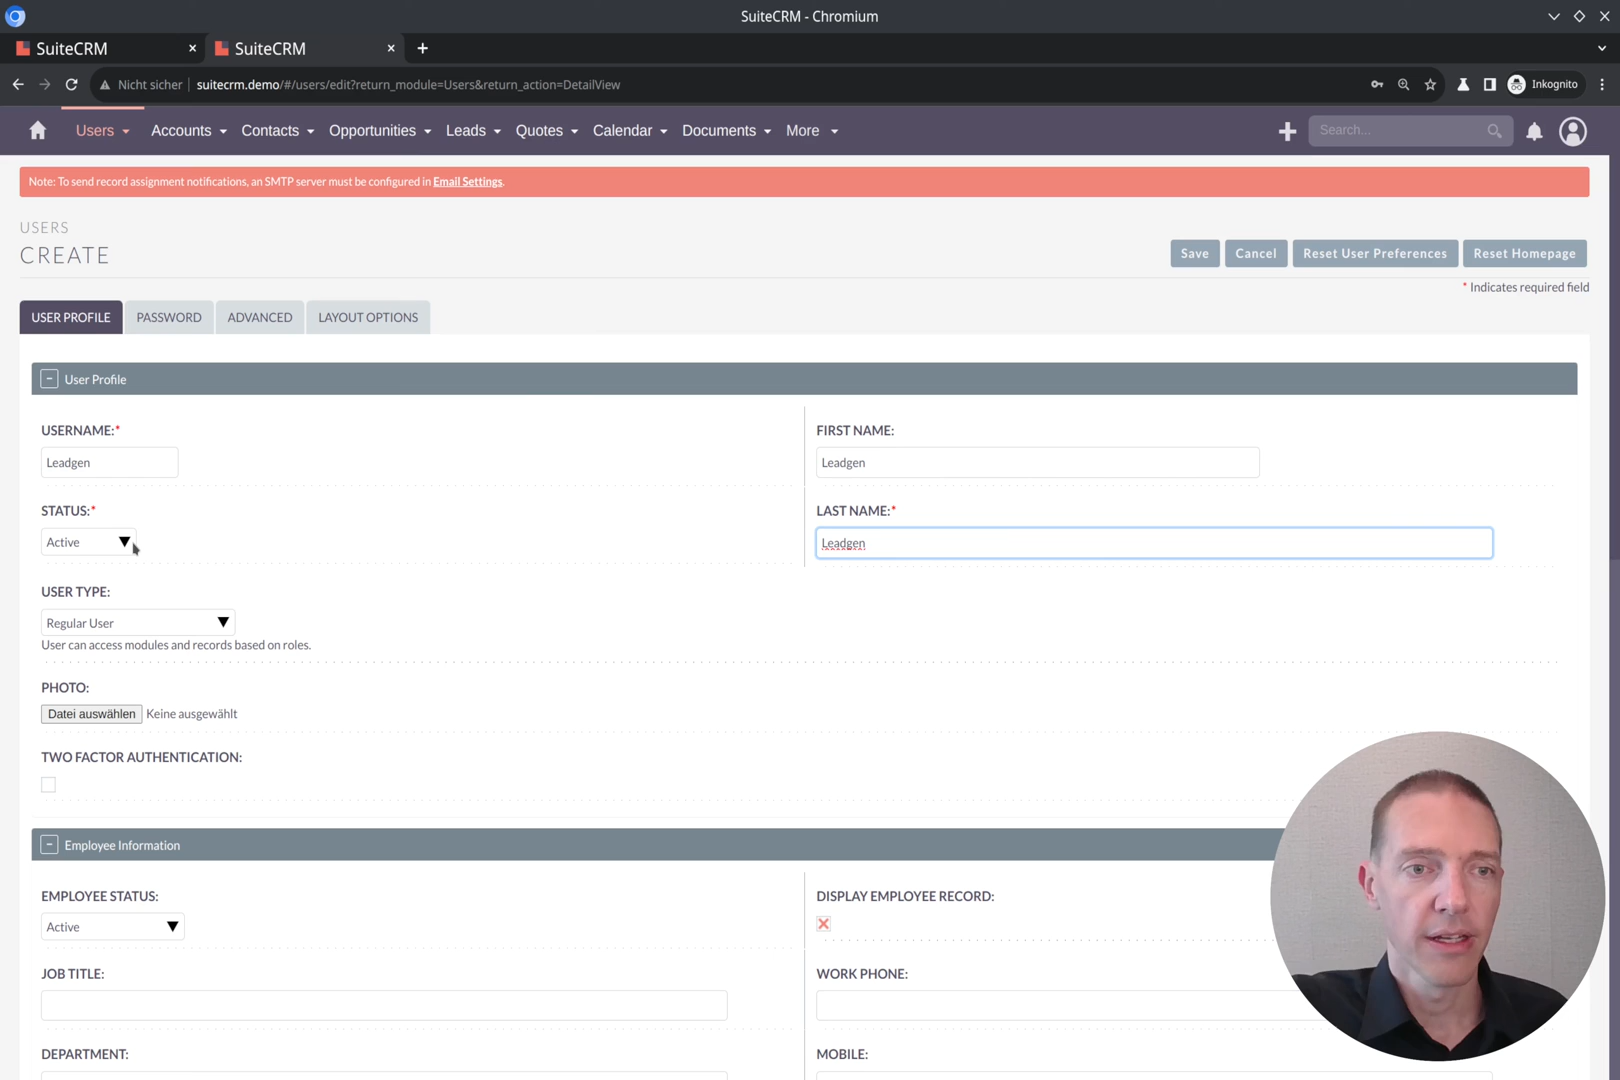 SuiteCRM - Chromium
SuiteCRM
SuiteCRM
Nicht sicher
suitecrm.demo/#/users/edit?return_module=Users&return_action=DetailView
Inkognito
Users
Accounts
Contacts
Opportunities
Leads
Quotes
Calendar
Documents
More
Search...
Note: To send record assignment notifications, an SMTP server must be configured in Email Settings.
USERS
CREATE
Save
Cancel
Reset User Preferences
Reset Homepage
* Indicates required field
USER PROFILE
PASSWORD
ADVANCED
LAYOUT OPTIONS
User Profile
USERNAME:*
FIRST NAME:
Leadgen
Leadgen
STATUS:*
LAST NAME:*
Active
Leadgen
USER TYPE:
Regular User
User can access modules and records based on roles.
PHOTO:
Datei auswählen Keine ausgewählt
TWO FACTOR AUTHENTICATION:
Employee Information
EMPLOYEE STATUS:
DISPLAY EMPLOYEE RECORD:
Active
JOB TITLE:
WORK PHONE:
DEPARTMENT:
MOBILE: